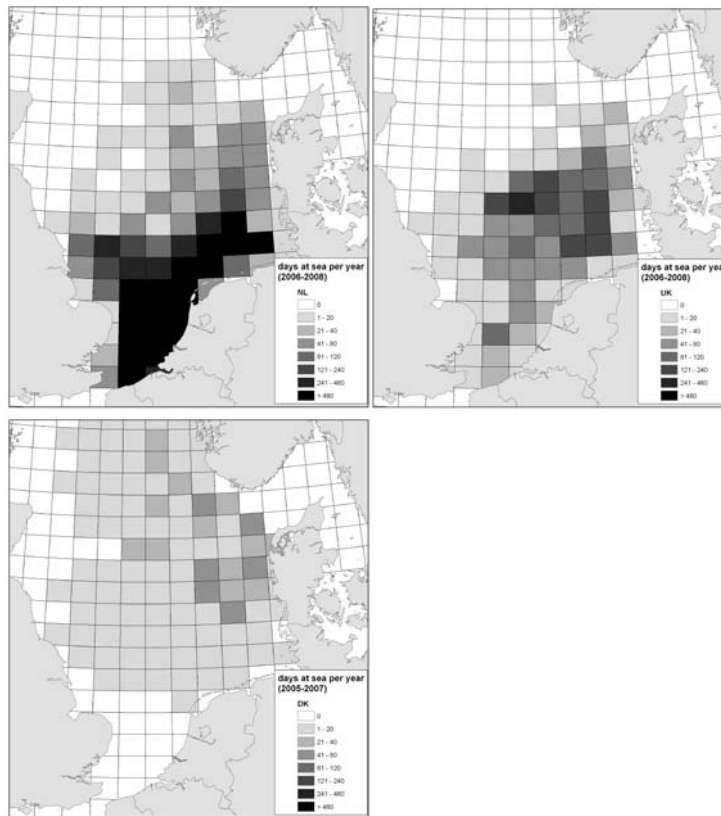 days at sea per year
(2006-2008)
NL
0
1 - 20
21 - 40
41 - 80
81 - 120
121 - 240
241 - 480
> 480
days at sea per year
(2006-2008)
UK
0
1 - 20
21 - 40
41 - 80
81 - 120
121 - 240
241 - 480
> 480
days at sea per year
(2005-2007)
DK
0
1 - 20
21 - 40
41 - 80
81 - 120
121 - 240
241 - 480
> 480